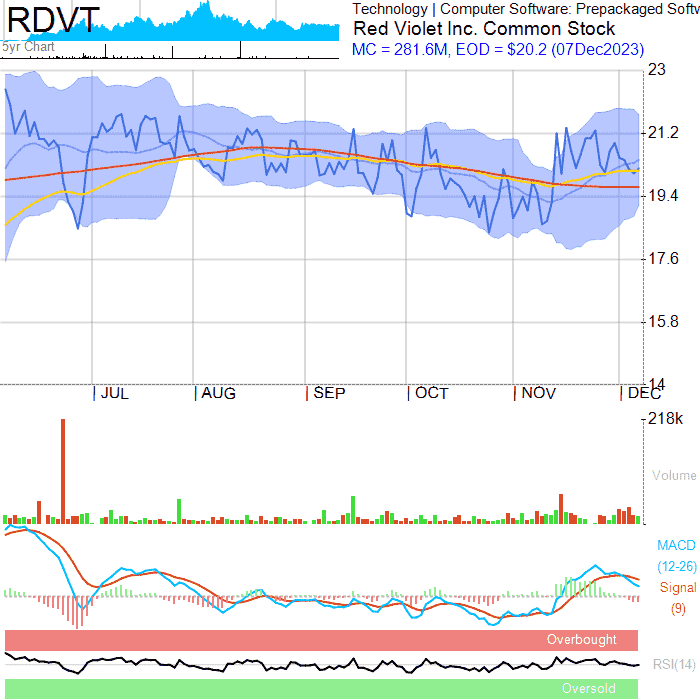 RDVT
5yr Chart
Technology | Computer Software: Prepackaged Softw
Red Violet Inc. Common Stock
MC = 281.6M, EOD = $20.2 (07Dec2023)
23
21.2
19.4
17.6
15.8
14
JUL AUG SEP OCT NOV DEC
218k
Volume
MACD
(12-26)
Signal
(9)
Overbought
RSI(14)
Oversold